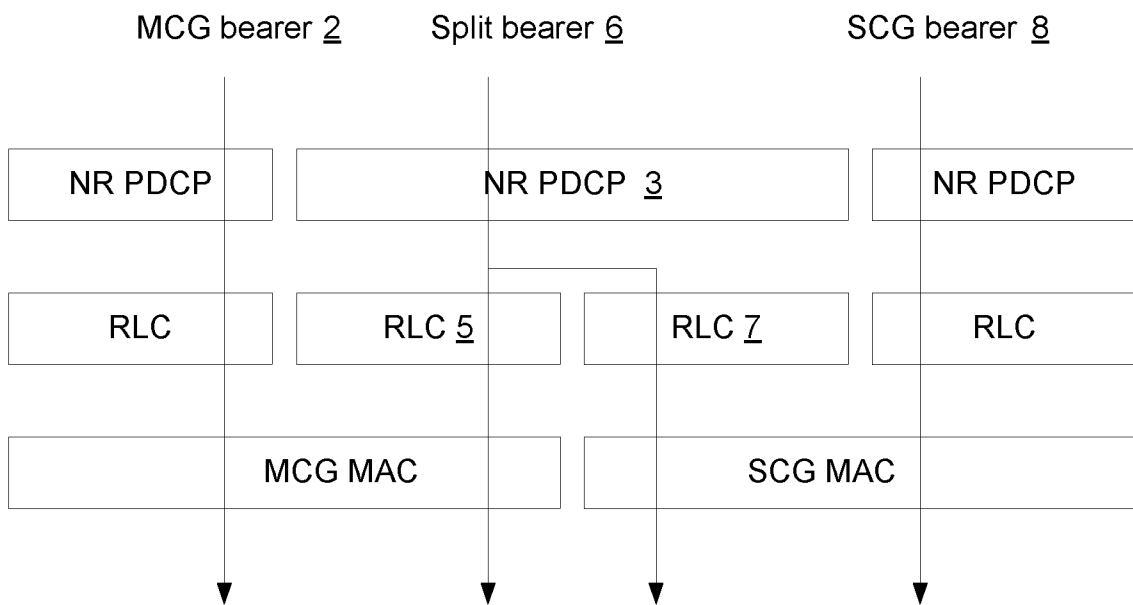 MCG bearer 2
Split bearer 6
SCG bearer 8
NR PDCP
NR PDCP 3
NR PDCP
RLC
RLC 5
RLC 7
RLC
MCG MAC
SCG MAC